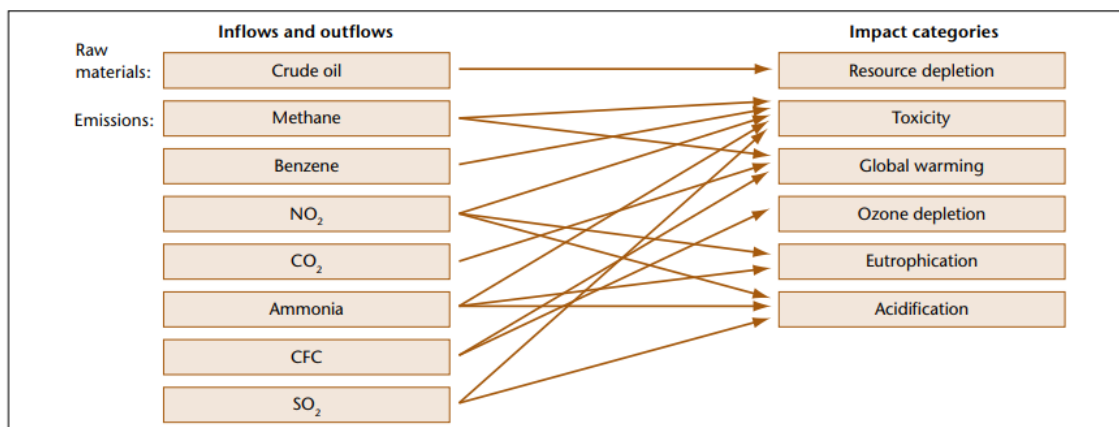 Inflows and outflows
Impact categories
Raw
materials:
Crude oil
Resource depletion
Emissions:
Methane
Toxicity
Benzene
Global warming
NO₂
Ozone depletion
CO₂
Eutrophication
Ammonia
Acidification
CFC
SO₂